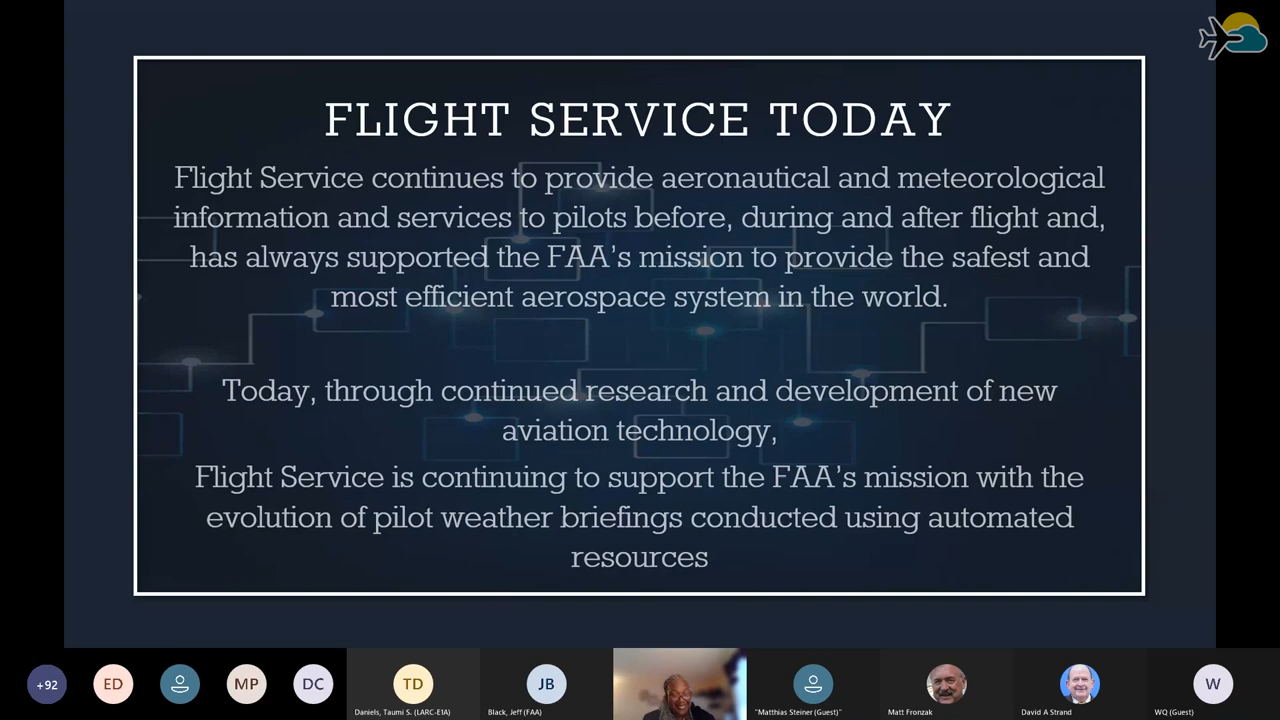 FLIGHT SERVICE TODAY
Flight Service continues to provide aeronautical and meteorological
information and services to pilots before, during and after flight and,
has always supported the FAA's mission to provide the safest and
most efficient aerospace system in the world.
Today, through continued research and development of new
aviation technology,
Flight Service is continuing to support the FAA's mission with the
evolution of pilot weather briefings conducted using automated
resources
+92
ED
MP
DC
TD
JB
W
Daniels, Taumi S. (LARC-E1A)
Black, Jeff (FAA)
"Matthias Steiner (Guest)"
Matt Fronzak
David A Strand
WQ (Guest)